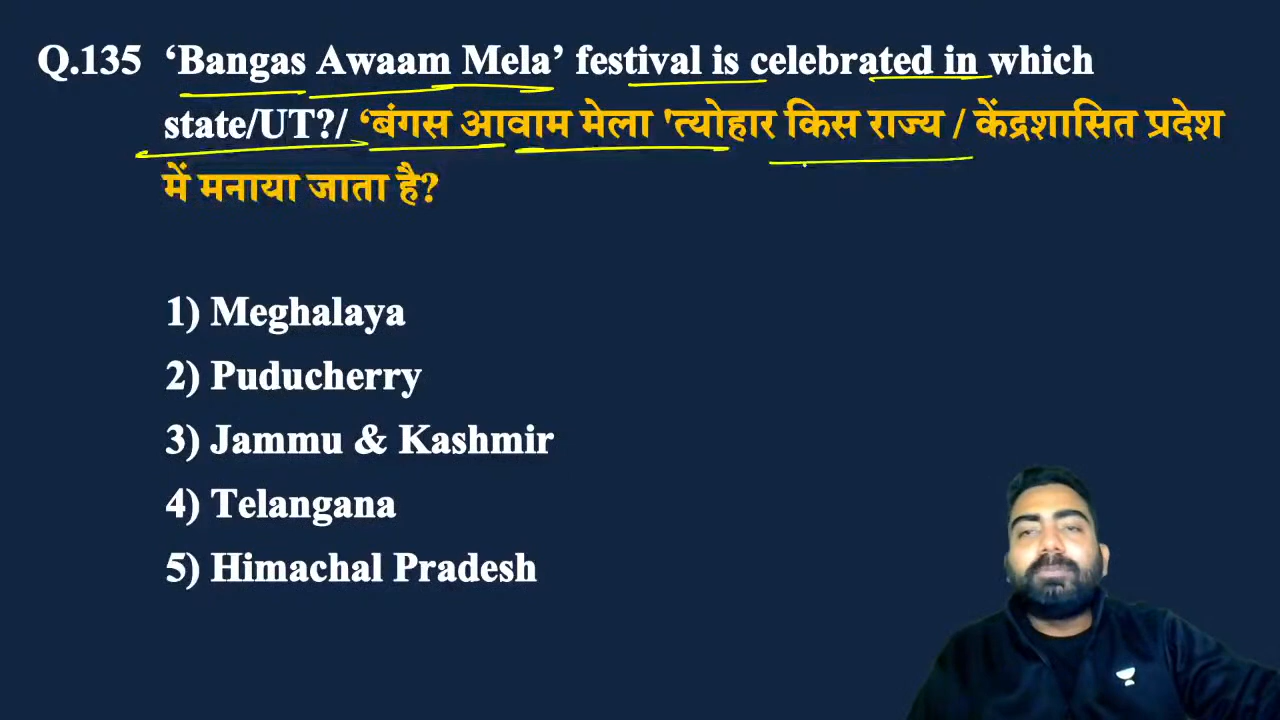 Q.135 ‘Bangas Awaam Mela’ festival is celebrated in which
state/UT?/ ‘बंगस आवाम मेला 'त्योहार किस राज्य / केंद्रशासित प्रदेश
में मनाया जाता है?
1) Meghalaya
2) Puducherry
3) Jammu & Kashmir
4) Telangana
5) Himachal Pradesh